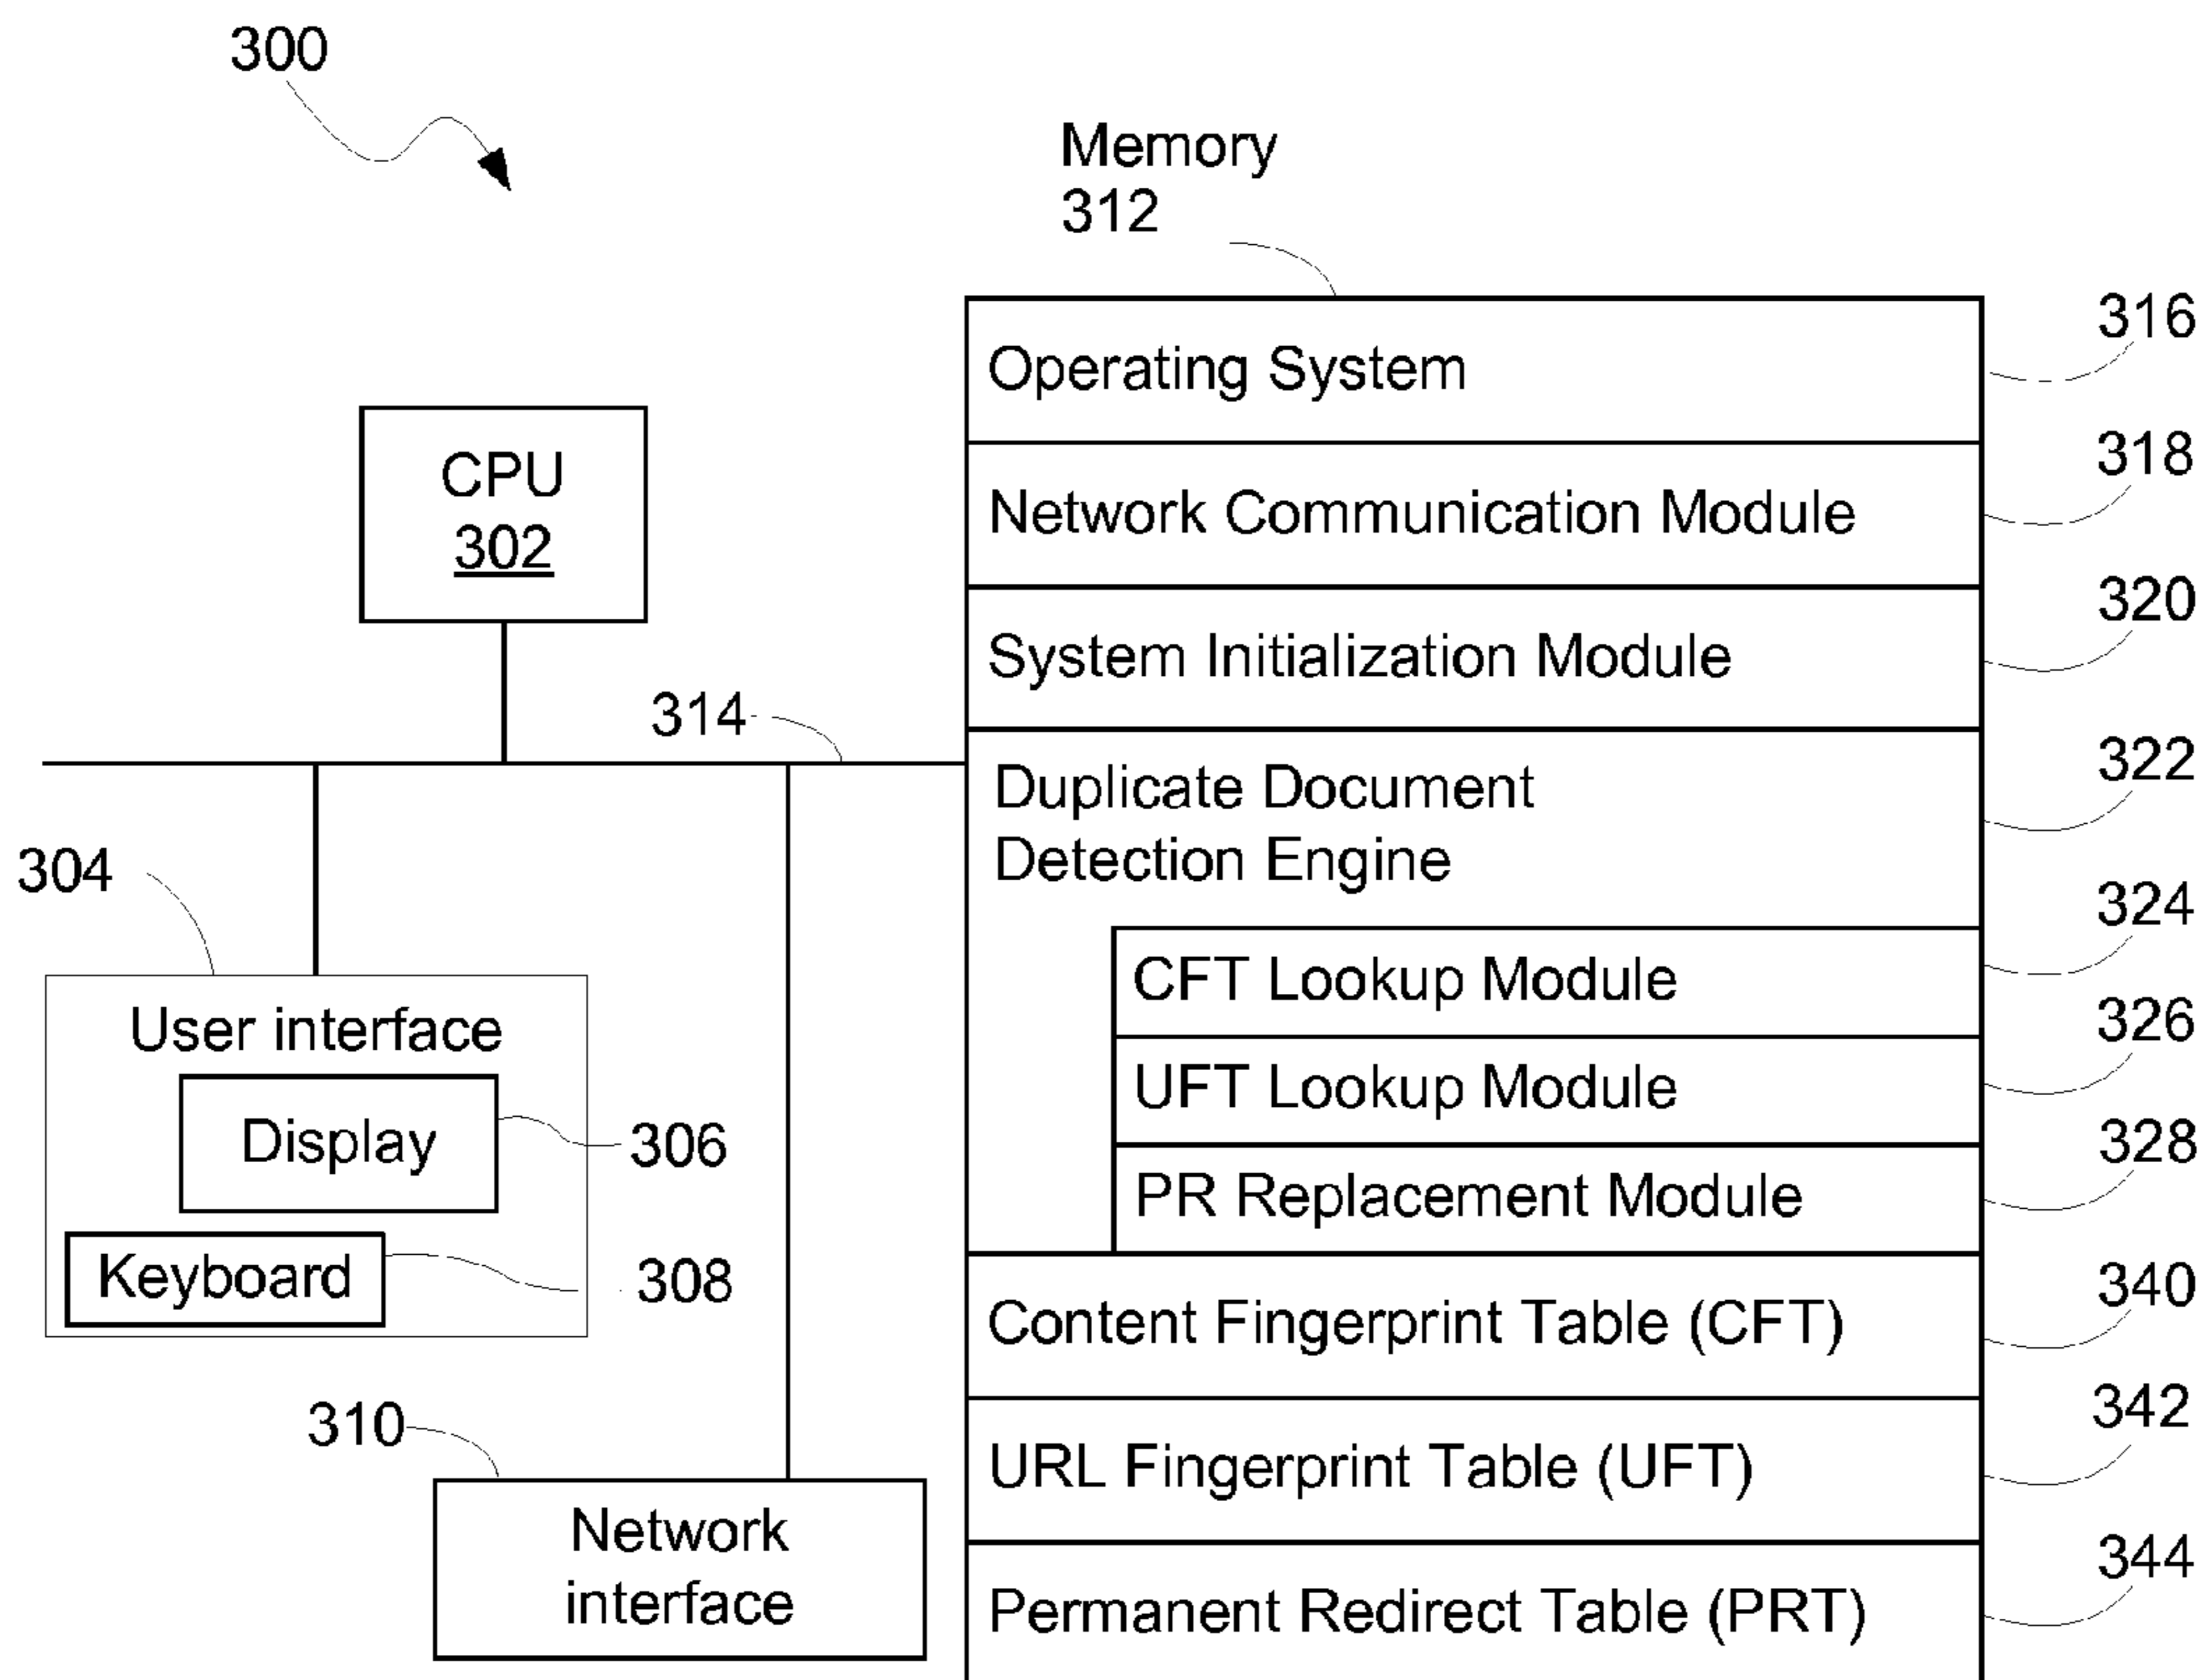 300
Memory
312
Operating System
316
Network Communication Module
318
System Initialization Module
320
Duplicate Document
Detection Engine
322
CFT Lookup Module
324
UFT Lookup Module
326
PR Replacement Module
328
Content Fingerprint Table (CFT)
340
URL Fingerprint Table (UFT)
342
Permanent Redirect Table (PRT)
344
CPU
302
314
304
User interface
Display
306
Keyboard
308
310
Network
interface